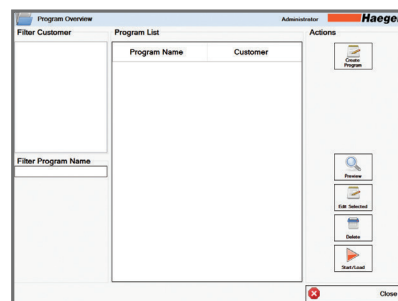 Program Overview
Administrator
Haeger
Filter Customer
Program List
Actions
Program Name
Customer
Create
Program
Filter Program Name
Preview
Edit Selected
Delete
Start/Load
Close